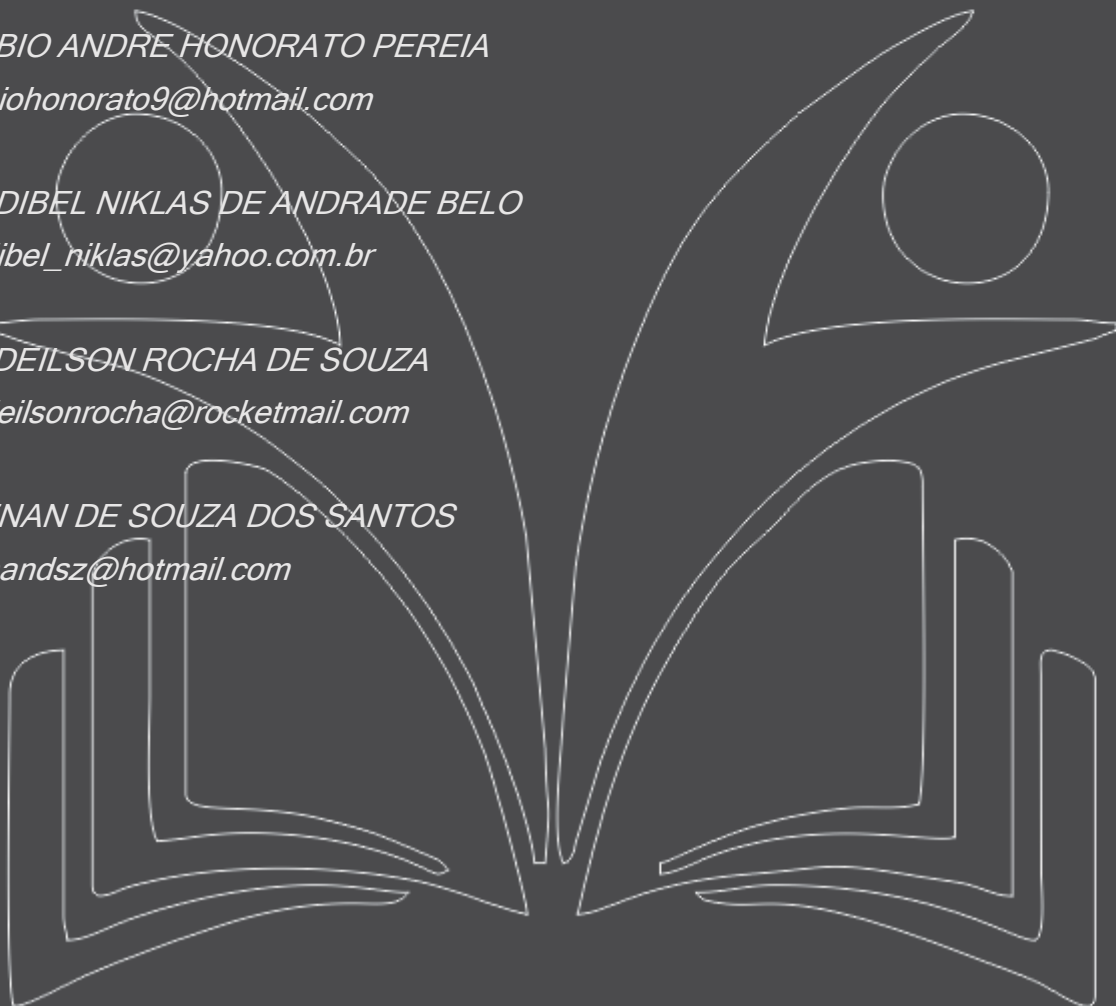 BIO ANDRE HONORATO PEREIA
iohonorato9@hotmail.com
DIBEL NIKLAS DE ANDRADE BELO
ibel_niklas@yahoo.com.br
DEILSON ROCHA DE SOUZA
eilsonrocha@rocketmail.com
NAN DE SOUZA DOS SANTOS
andsz@hotmail.com